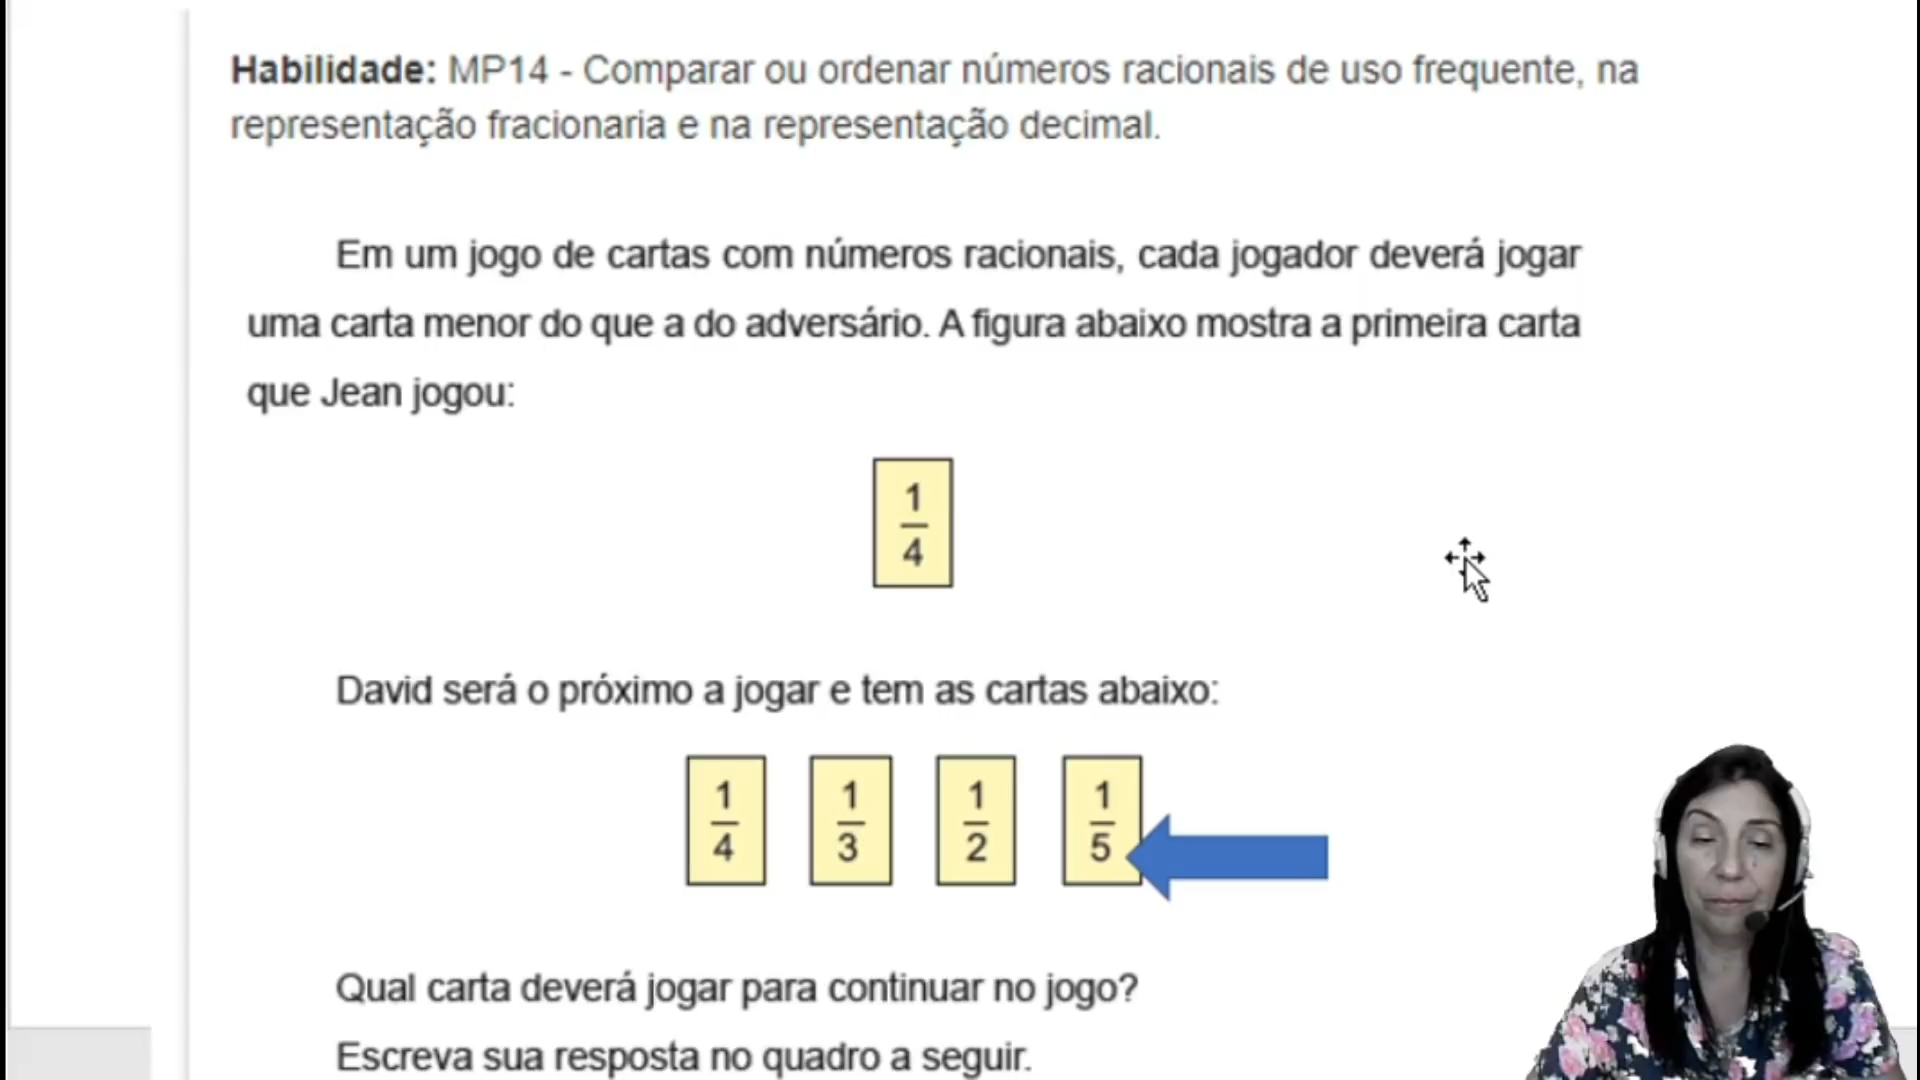 Habilidade: MP14 - Comparar ou ordenar números racionais de uso frequente, na
representação fracionaria e na representação decimal.
Em um jogo de cartas com números racionais, cada jogador deverá jogar
uma carta menor do que a do adversário. A figura abaixo mostra a primeira carta
que Jean jogou:
1/4
David será o próximo a jogar e tem as cartas abaixo:
1/4 1/3 1/2 1/5
Qual carta deverá jogar para continuar no jogo?
Escreva sua resposta no quadro a seguir.